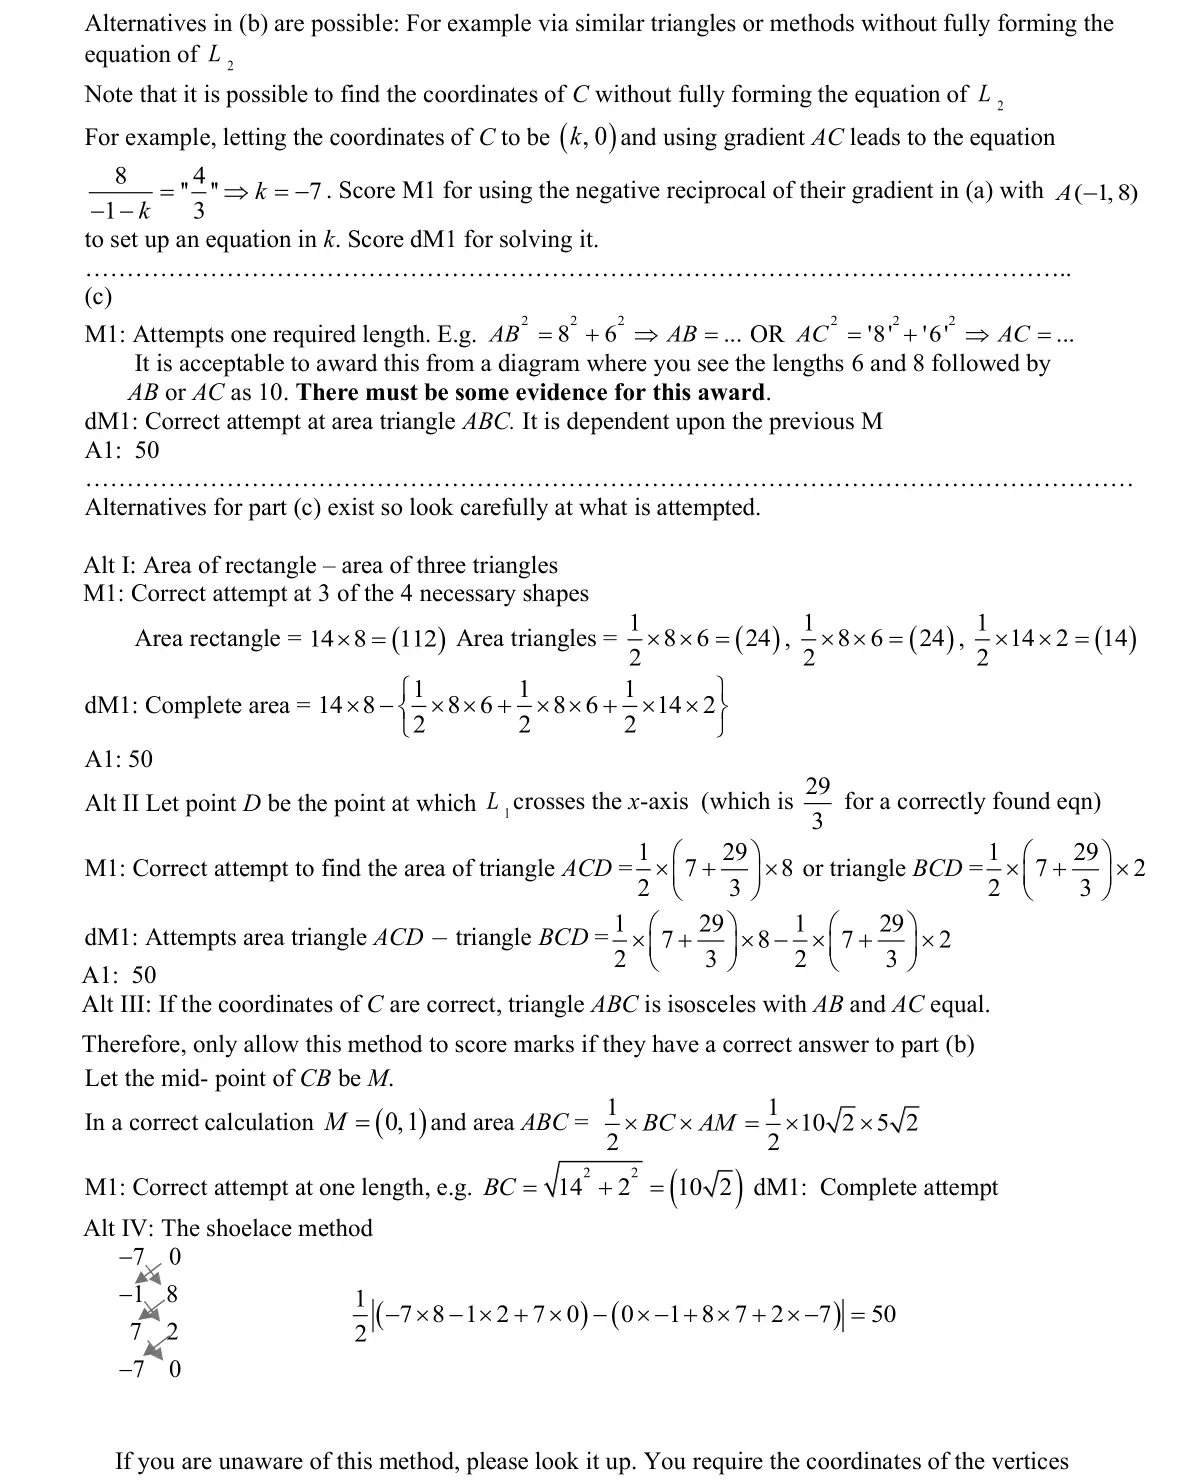 Alternatives in (b) are possible: For example via similar triangles or methods without fully forming the
equation of L₂
Note that it is possible to find the coordinates of C without fully forming the equation of L₂
For example, letting the coordinates of C to be (k, 0) and using gradient AC leads to the equation
8/(−1−k) = "4/3" ⇒ k = −7. Score M1 for using the negative reciprocal of their gradient in (a) with A(−1, 8)
to set up an equation in k. Score dM1 for solving it.
…………………………………………………………………………………………………………..
(c)
M1: Attempts one required length. E.g. AB² = 8² + 6² ⇒ AB = ... OR AC² = '8'² + '6'² ⇒ AC = ...
It is acceptable to award this from a diagram where you see the lengths 6 and 8 followed by
AB or AC as 10. There must be some evidence for this award.
dM1: Correct attempt at area triangle ABC. It is dependent upon the previous M
A1: 50
…………………………………………………………………………………………………………………
Alternatives for part (c) exist so look carefully at what is attempted.
Alt I: Area of rectangle – area of three triangles
M1: Correct attempt at 3 of the 4 necessary shapes
Area rectangle = 14×8 = (112) Area triangles = 1/2 ×8×6 = (24), 1/2 ×8×6 = (24), 1/2 ×14×2 = (14)
dM1: Complete area = 14×8 − {1/2 ×8×6 + 1/2 ×8×6 + 1/2 ×14×2}
A1: 50
Alt II Let point D be the point at which L₁ crosses the x-axis (which is 29/3 for a correctly found eqn)
M1: Correct attempt to find the area of triangle ACD = 1/2 × (7 + 29/3) × 8 or triangle BCD = 1/2 × (7 + 29/3) × 2
dM1: Attempts area triangle ACD – triangle BCD = 1/2 × (7 + 29/3) × 8 − 1/2 × (7 + 29/3) × 2
A1: 50
Alt III: If the coordinates of C are correct, triangle ABC is isosceles with AB and AC equal.
Therefore, only allow this method to score marks if they have a correct answer to part (b)
Let the mid- point of CB be M.
In a correct calculation M = (0, 1) and area ABC = 1/2 × BC × AM = 1/2 × 10√2 × 5√2
M1: Correct attempt at one length, e.g. BC = √(14² + 2²) = (10√2) dM1: Complete attempt
Alt IV: The shoelace method
−7 0
−1 8
7 2
−7 0
1/2 |(−7×8 − 1×2 + 7×0) − (0×−1 + 8×7 + 2×−7)| = 50
If you are unaware of this method, please look it up. You require the coordinates of the vertices